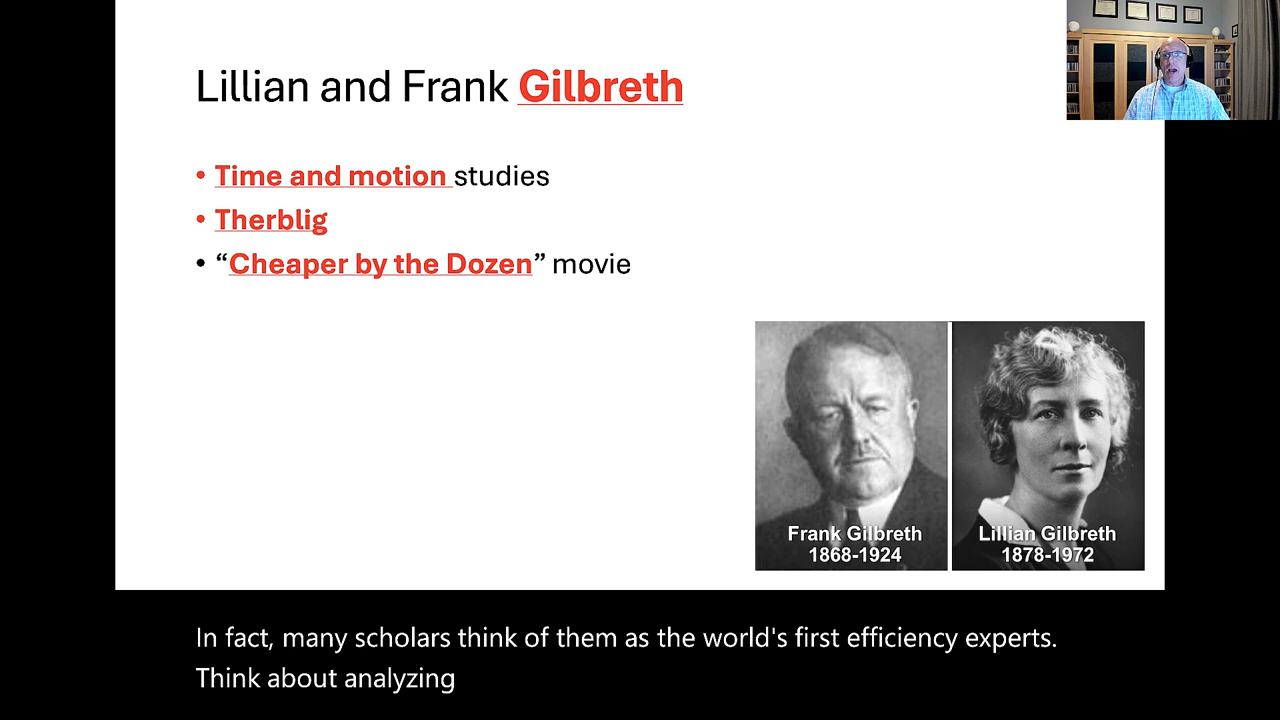 Lillian and Frank Gilbreth
• Time and motion studies
• Therblig
• “Cheaper by the Dozen” movie
Frank Gilbreth
1868-1924
Lillian Gilbreth
1878-1972
In fact, many scholars think of them as the world's first efficiency experts.
Think about analyzing